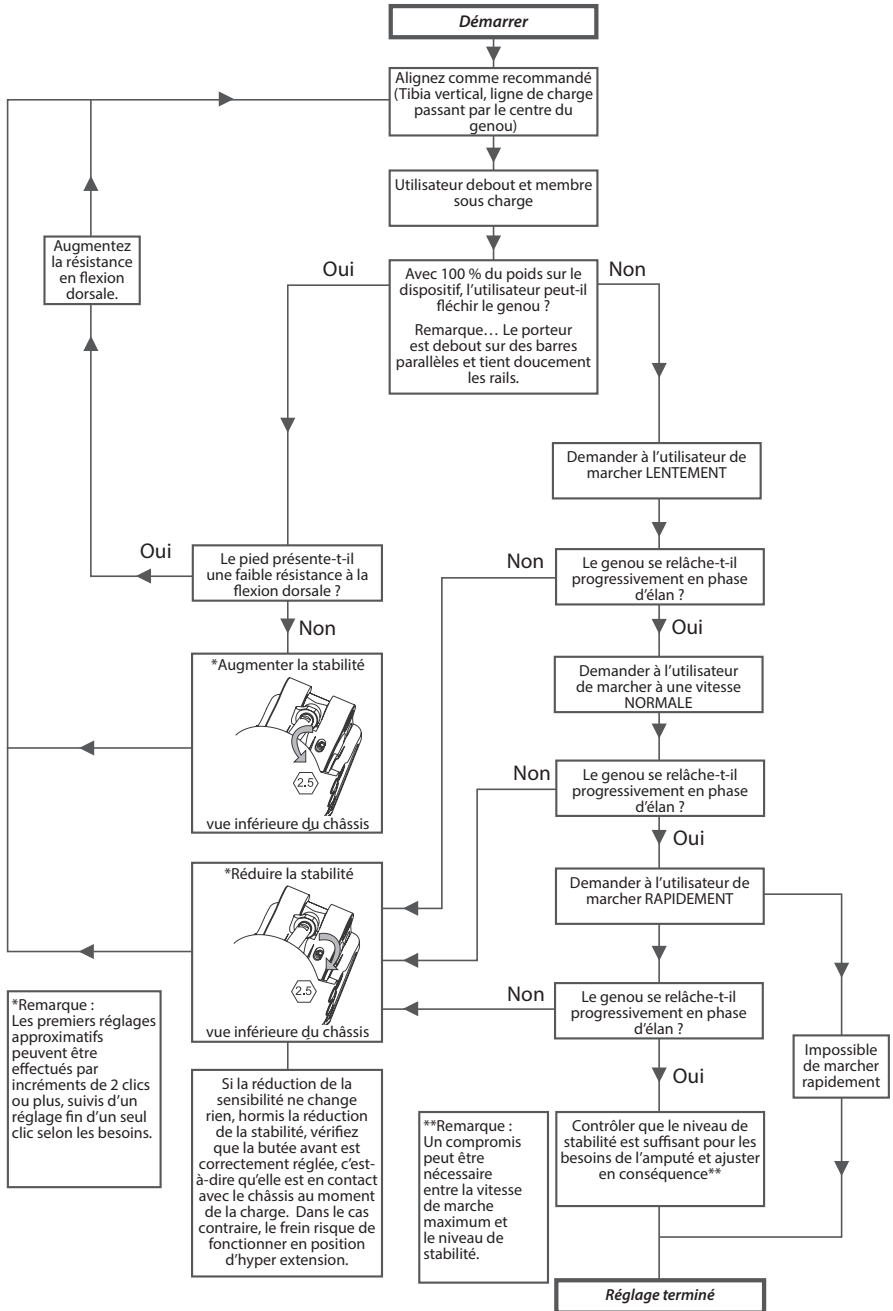 Démarrer
Alignez comme recommandé
(Tibia vertical, ligne de charge
passant par le centre du
genou)
Utilisateur debout et membre
sous charge
Augmentez
la résistance
en flexion
dorsale.
Oui
Avec 100 % du poids sur le
dispositif, l’utilisateur peut-il
fléchir le genou ?
Remarque… Le porteur
est debout sur des barres
parallèles et tient doucement
les rails.
Non
Demander à l’utilisateur de
marcher LENTEMENT
Oui
Le pied présente-t-il
une faible résistance à la
flexion dorsale ?
Non
Non
Le genou se relâche-t-il
progressivement en phase
d’élan ?
Oui
*Augmenter la stabilité
2.5
vue inférieure du châssis
Demander à l’utilisateur
de marcher à une vitesse
NORMALE
Non
Le genou se relâche-t-il
progressivement en phase
d’élan ?
Oui
*Réduire la stabilité
2.5
vue inférieure du châssis
Demander à l’utilisateur de
marcher RAPIDEMENT
Non
Le genou se relâche-t-il
progressivement en phase
d’élan ?
Oui
Impossible
de marcher
rapidement
*Remarque :
Les premiers réglages
approximatifs
peuvent être
effectués par
incréments de 2 clics
ou plus, suivis d’un
réglage fin d’un seul
clic selon les besoins.
Si la réduction de la
sensibilité ne change
rien, hormis la réduction
de la stabilité, vérifiez
que la butée avant est
correctement réglée, c’est-
à-dire qu’elle est en contact
avec le châssis au moment
de la charge. Dans le cas
contraire, le frein risque de
fonctionner en position
d’hyper extension.
**Remarque :
Un compromis
peut être
nécessaire
entre la vitesse
de marche
maximum et
le niveau de
stabilité.
Contrôler que le niveau de
stabilité est suffisant pour les
besoins de l’amputé et ajuster
en conséquence**
Réglage terminé